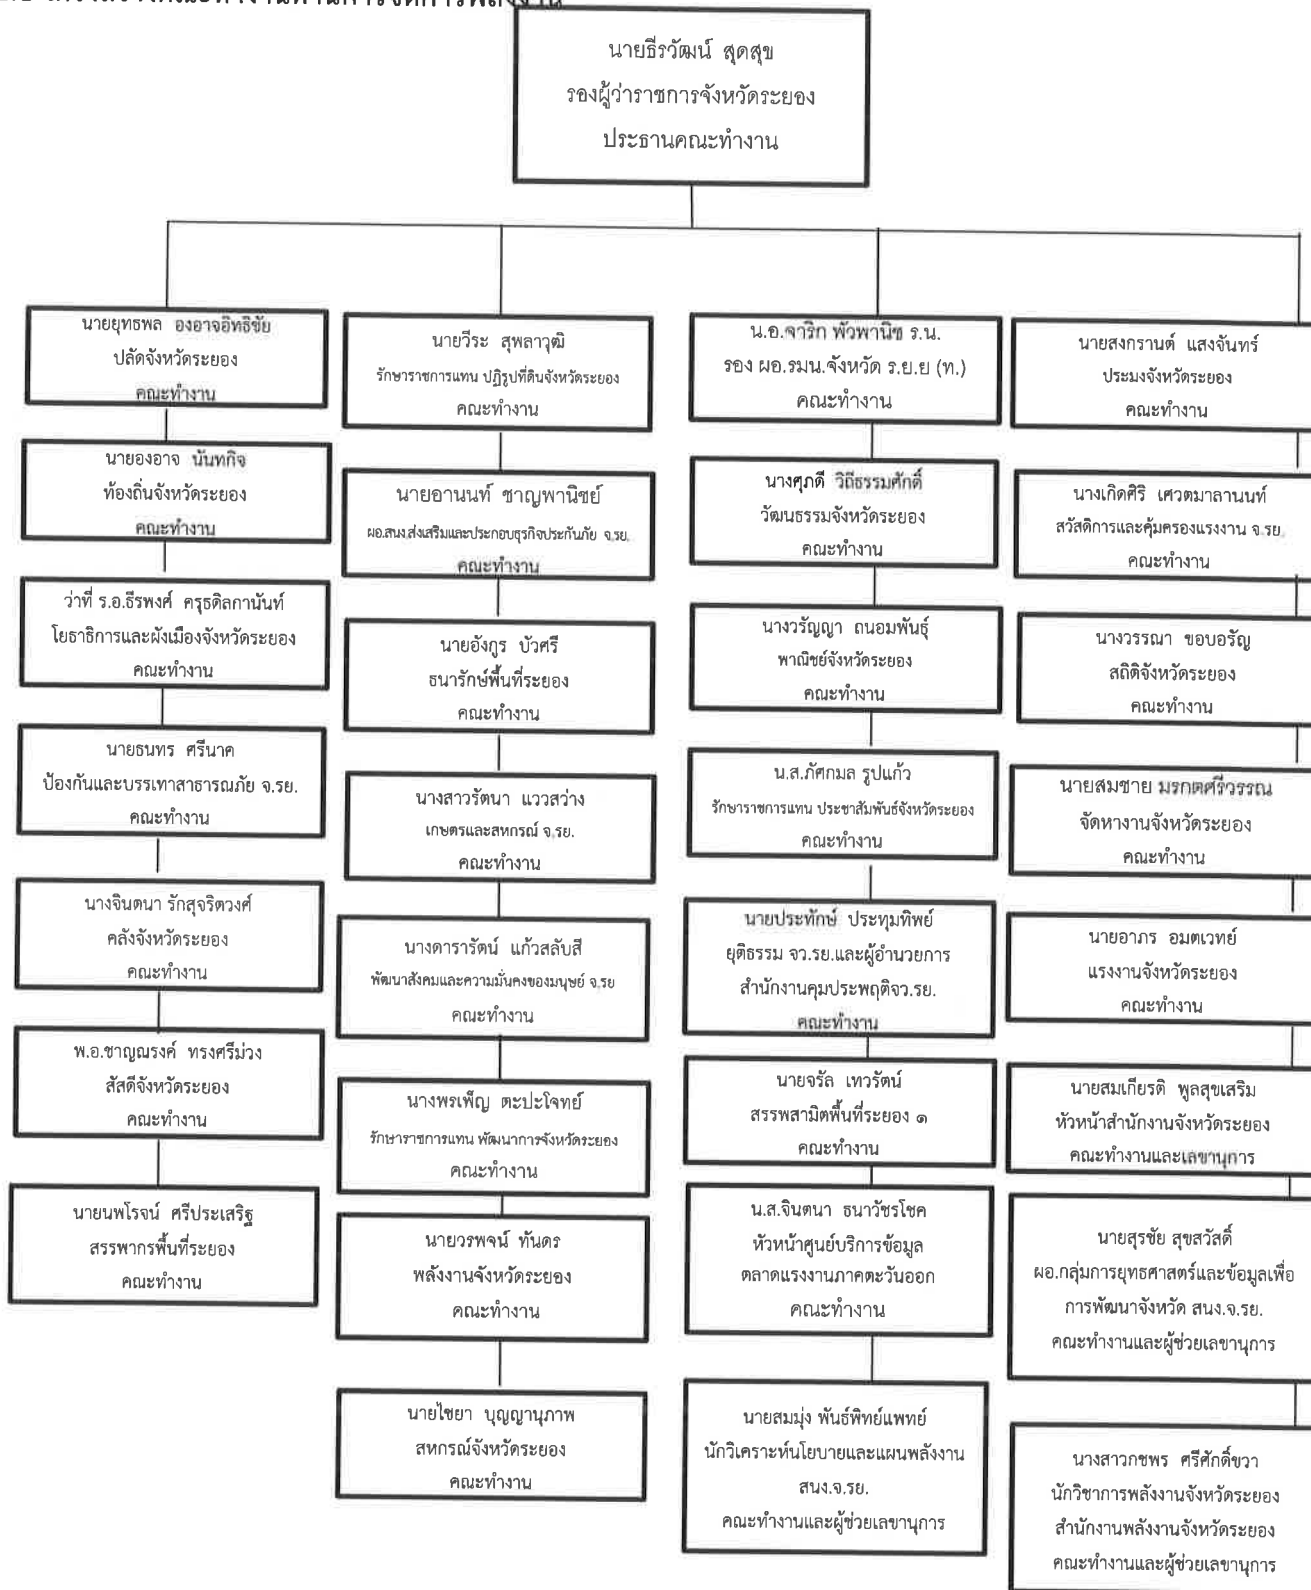 นายธีรวัฒน์ สุดสุข
รองผู้ว่าราชการจังหวัดระยอง
ประธานคณะทำงาน
นายยุทธพล องอาจอิทธิชัย
ปลัดจังหวัดระยอง
คณะทำงาน
นายองอาจ นันทกิจ
ท้องถิ่นจังหวัดระยอง
คณะทำงาน
ว่าที่ ร.อ.ธีรพงศ์ ครุธดิลกานันท์
โยธาธิการและผังเมืองจังหวัดระยอง
คณะทำงาน
นายธนทร ศรีนาค
ป้องกันและบรรเทาสาธารณภัย จ.รย.
คณะทำงาน
นางจินตนา รักสุจริตวงศ์
คลังจังหวัดระยอง
คณะทำงาน
พ.อ.ชาญณรงค์ ทรงศรีม่วง
สัสดีจังหวัดระยอง
คณะทำงาน
นายนพโรจน์ ศรีประเสริฐ
สรรพากรพื้นที่ระยอง
คณะทำงาน
นายวีระ สุพลาวุฒิ
รักษาราชการแทน ปฏิรูปที่ดินจังหวัดระยอง
คณะทำงาน
นายอานนท์ ชาญพานิชย์
ผอ.สนง.ส่งเสริมและประกอบธุรกิจประกันภัย จ.รย.
คณะทำงาน
นายอังกูร บัวศรี
ธนารักษ์พื้นที่ระยอง
คณะทำงาน
นางสาวรัตนา แววสว่าง
เกษตรและสหกรณ์ จ.รย.
คณะทำงาน
นางดารารัตน์ แก้วสลับสี
พัฒนาสังคมและความมั่นคงของมนุษย์ จ.รย
คณะทำงาน
นางพรเพ็ญ ตะปะโจทย์
รักษาราชการแทน พัฒนาการจังหวัดระยอง
คณะทำงาน
นายวรพจน์ ทันดร
พลังงานจังหวัดระยอง
คณะทำงาน
นายไชยา บุญญานุภาพ
สหกรณ์จังหวัดระยอง
คณะทำงาน
น.อ.จาริก พัวพานิช ร.น.
รอง ผอ.รมน.จังหวัด ร.ย.ย (ท.)
คณะทำงาน
นางศุภดี วิถีธรรมศักดิ์
วัฒนธรรมจังหวัดระยอง
คณะทำงาน
นางวรัญญา ถนอมพันธุ์
พาณิชย์จังหวัดระยอง
คณะทำงาน
น.ส.ภัศกมล รูปแก้ว
รักษาราชการแทน ประชาสัมพันธ์จังหวัดระยอง
คณะทำงาน
นายประทักษ์ ประทุมทิพย์
ยุติธรรม จว.รย.และผู้อำนวยการ
สำนักงานคุมประพฤติจว.รย.
คณะทำงาน
นายจรัล เทวรัตน์
สรรพสามิตพื้นที่ระยอง ๑
คณะทำงาน
น.ส.จินตนา ธนาวัชรโชค
หัวหน้าศูนย์บริการข้อมูล
ตลาดแรงงานภาคตะวันออก
คณะทำงาน
นายสมมุ่ง พันธ์พิทย์แพทย์
นักวิเคราะห์นโยบายและแผนพลังงาน
สนง.จ.รย.
คณะทำงานและผู้ช่วยเลขานุการ
นายสงกรานต์ แสงจันทร์
ประมงจังหวัดระยอง
คณะทำงาน
นางเกิดศิริ เศวตมาลานนท์
สวัสดิการและคุ้มครองแรงงาน จ.รย.
คณะทำงาน
นางวรรณา ขอบอรัญ
สถิติจังหวัดระยอง
คณะทำงาน
นายสมชาย มรกตศรีวรรณ
จัดหางานจังหวัดระยอง
คณะทำงาน
นายอาภร อมตเวทย์
แรงงานจังหวัดระยอง
คณะทำงาน
นายสมเกียรติ พูลสุขเสริม
หัวหน้าสำนักงานจังหวัดระยอง
คณะทำงานและเลขานุการ
นายสุรชัย สุขสวัสดิ์
ผอ.กลุ่มการยุทธศาสตร์และข้อมูลเพื่อ
การพัฒนาจังหวัด สนง.จ.รย.
คณะทำงานและผู้ช่วยเลขานุการ
นางสาวกชพร ศรีศักดิ์ขวา
นักวิชาการพลังงานจังหวัดระยอง
สำนักงานพลังงานจังหวัดระยอง
คณะทำงานและผู้ช่วยเลขานุการ